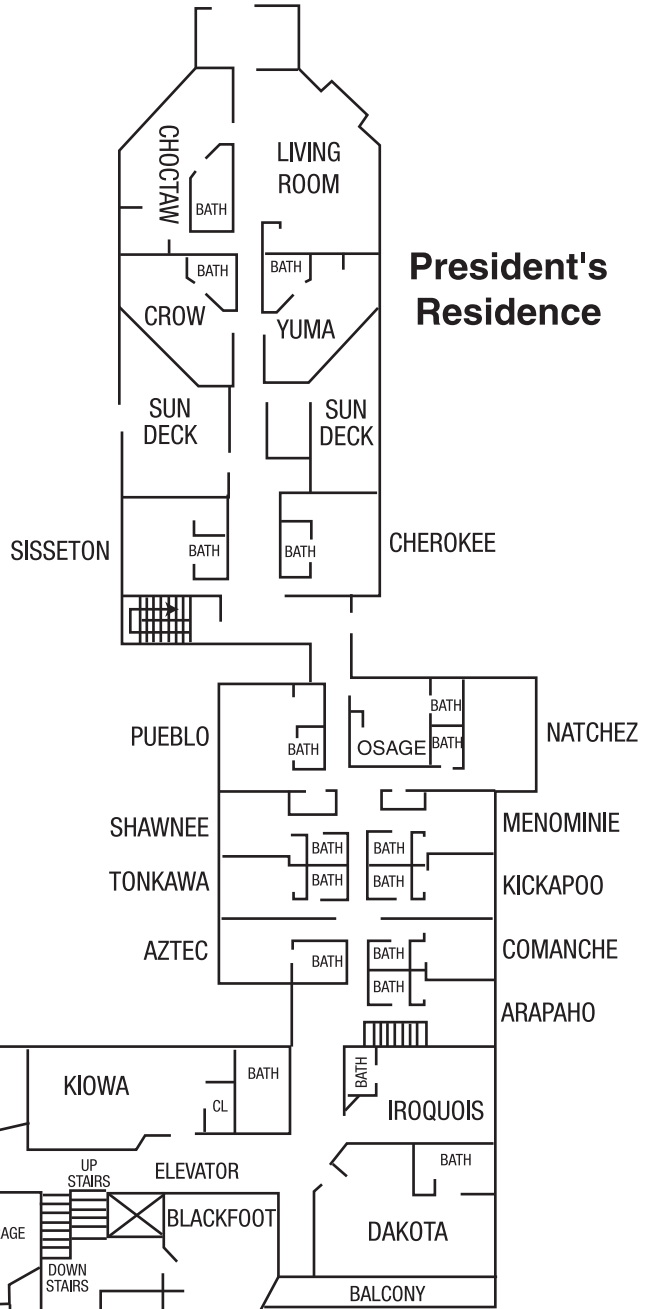 CHOCTAW
LIVING
ROOM
BATH
BATH
BATH
President's
Residence
CROW
YUMA
SUN
DECK
SUN
DECK
SISSETON
BATH
BATH
CHEROKEE
PUEBLO
BATH
OSAGE
BATH
BATH
NATCHEZ
SHAWNEE
BATH
BATH
MENOMINIE
TONKAWA
BATH
BATH
KICKAPOO
AZTEC
BATH
BATH
COMANCHE
BATH
ARAPAHO
KIOWA
BATH
CL
BATH
IROQUOIS
UP
STAIRS
ELEVATOR
BATH
AGE
BLACKFOOT
DAKOTA
DOWN
STAIRS
BALCONY